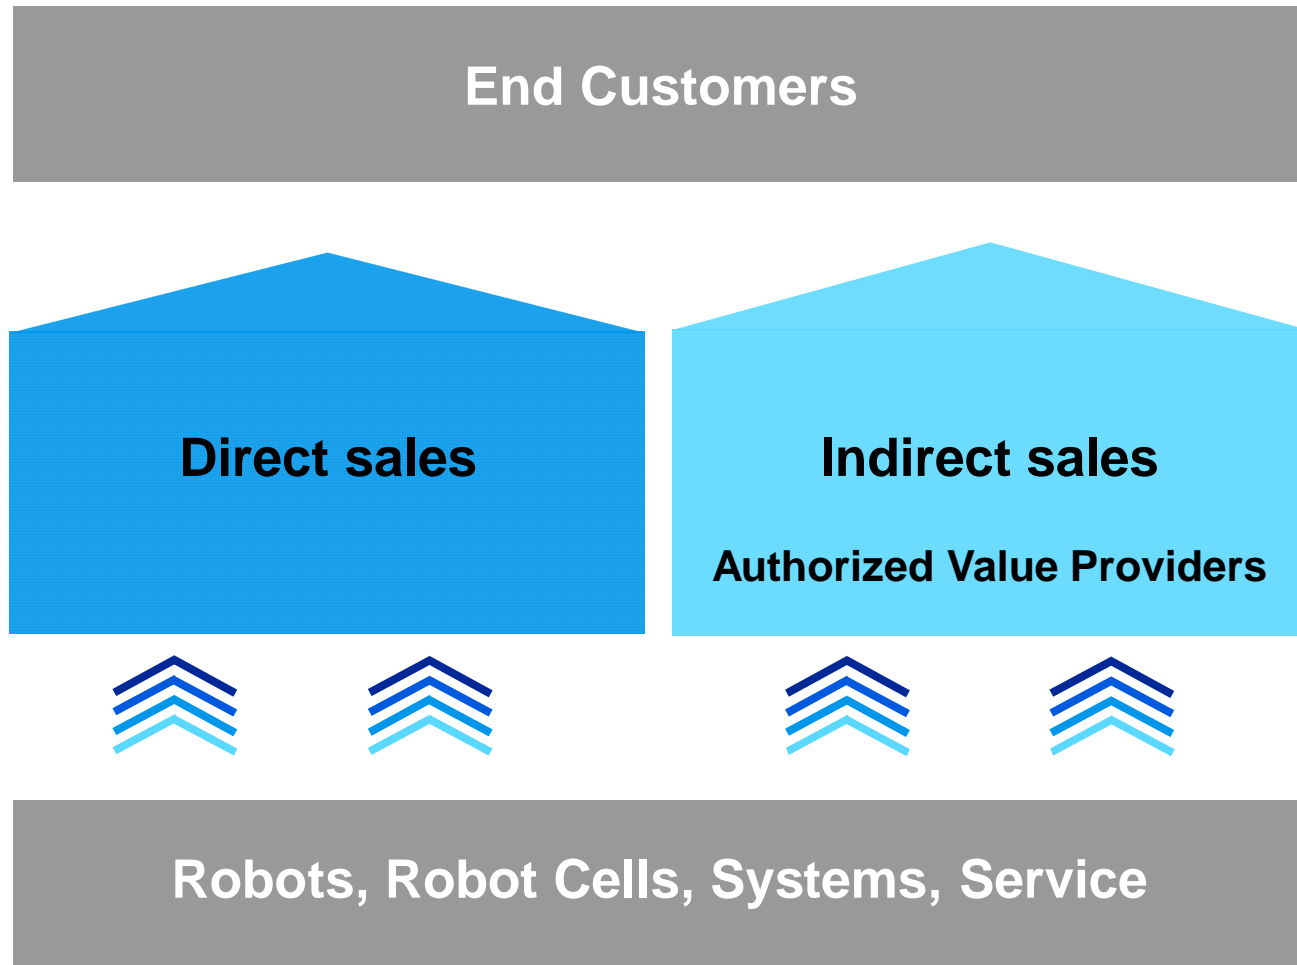 End Customers
Direct sales
Indirect sales
Authorized Value Providers
Robots, Robot Cells, Systems, Service